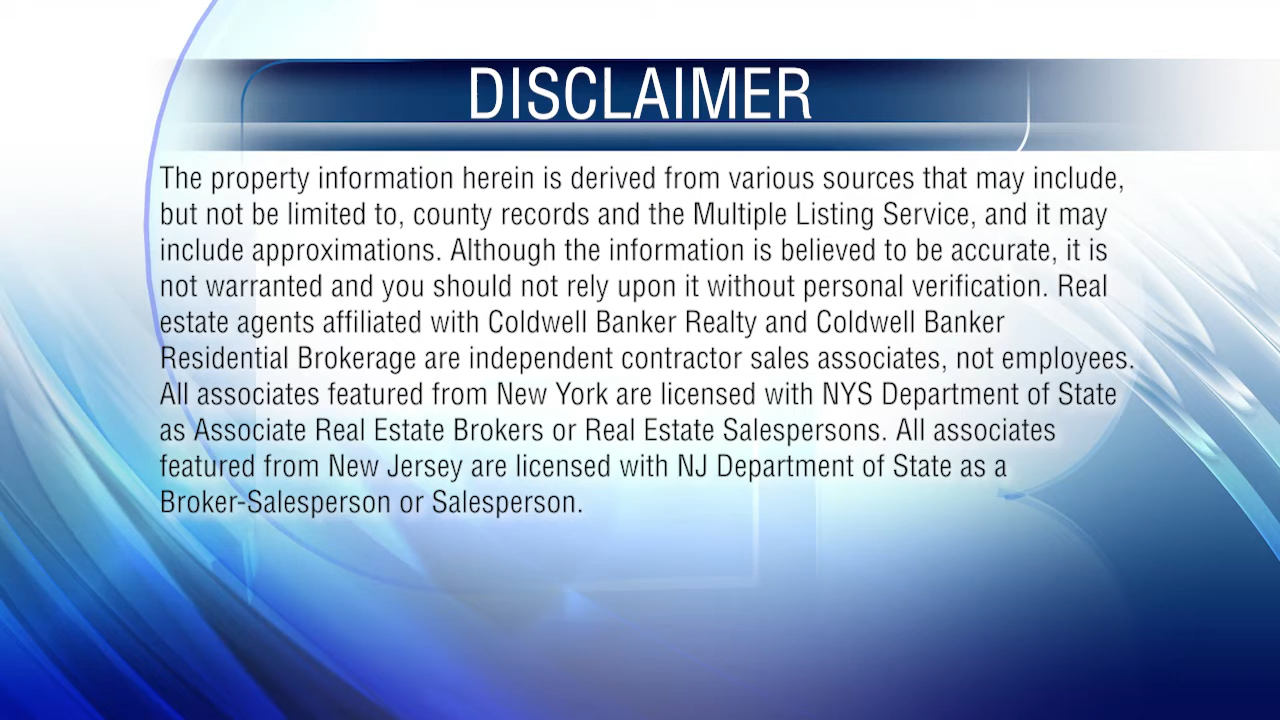 DISCLAIMER
The property information herein is derived from various sources that may include,
but not be limited to, county records and the Multiple Listing Service, and it may
include approximations. Although the information is believed to be accurate, it is
not warranted and you should not rely upon it without personal verification. Real
estate agents affiliated with Coldwell Banker Realty and Coldwell Banker
Residential Brokerage are independent contractor sales associates, not employees.
All associates featured from New York are licensed with NYS Department of State
as Associate Real Estate Brokers or Real Estate Salespersons. All associates
featured from New Jersey are licensed with NJ Department of State as a
Broker-Salesperson or Salesperson.